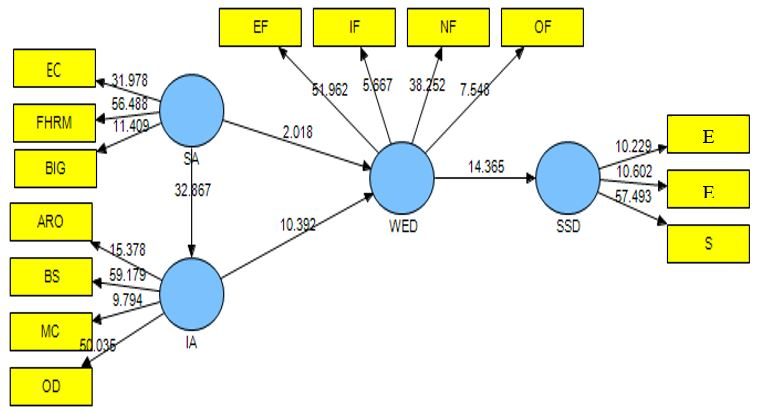 EF IF NF OF
EC
31.978
51.962 5.667 38.252 7.548
FHRM
56.488
11.409
BIG
SA
2.018
E
10.229
14.365
10.602
E
57.493
WED
SSD
S
32.867
ARO
15.378
10.392
BS
59.179
9.794
MC
50.035
IA
OD